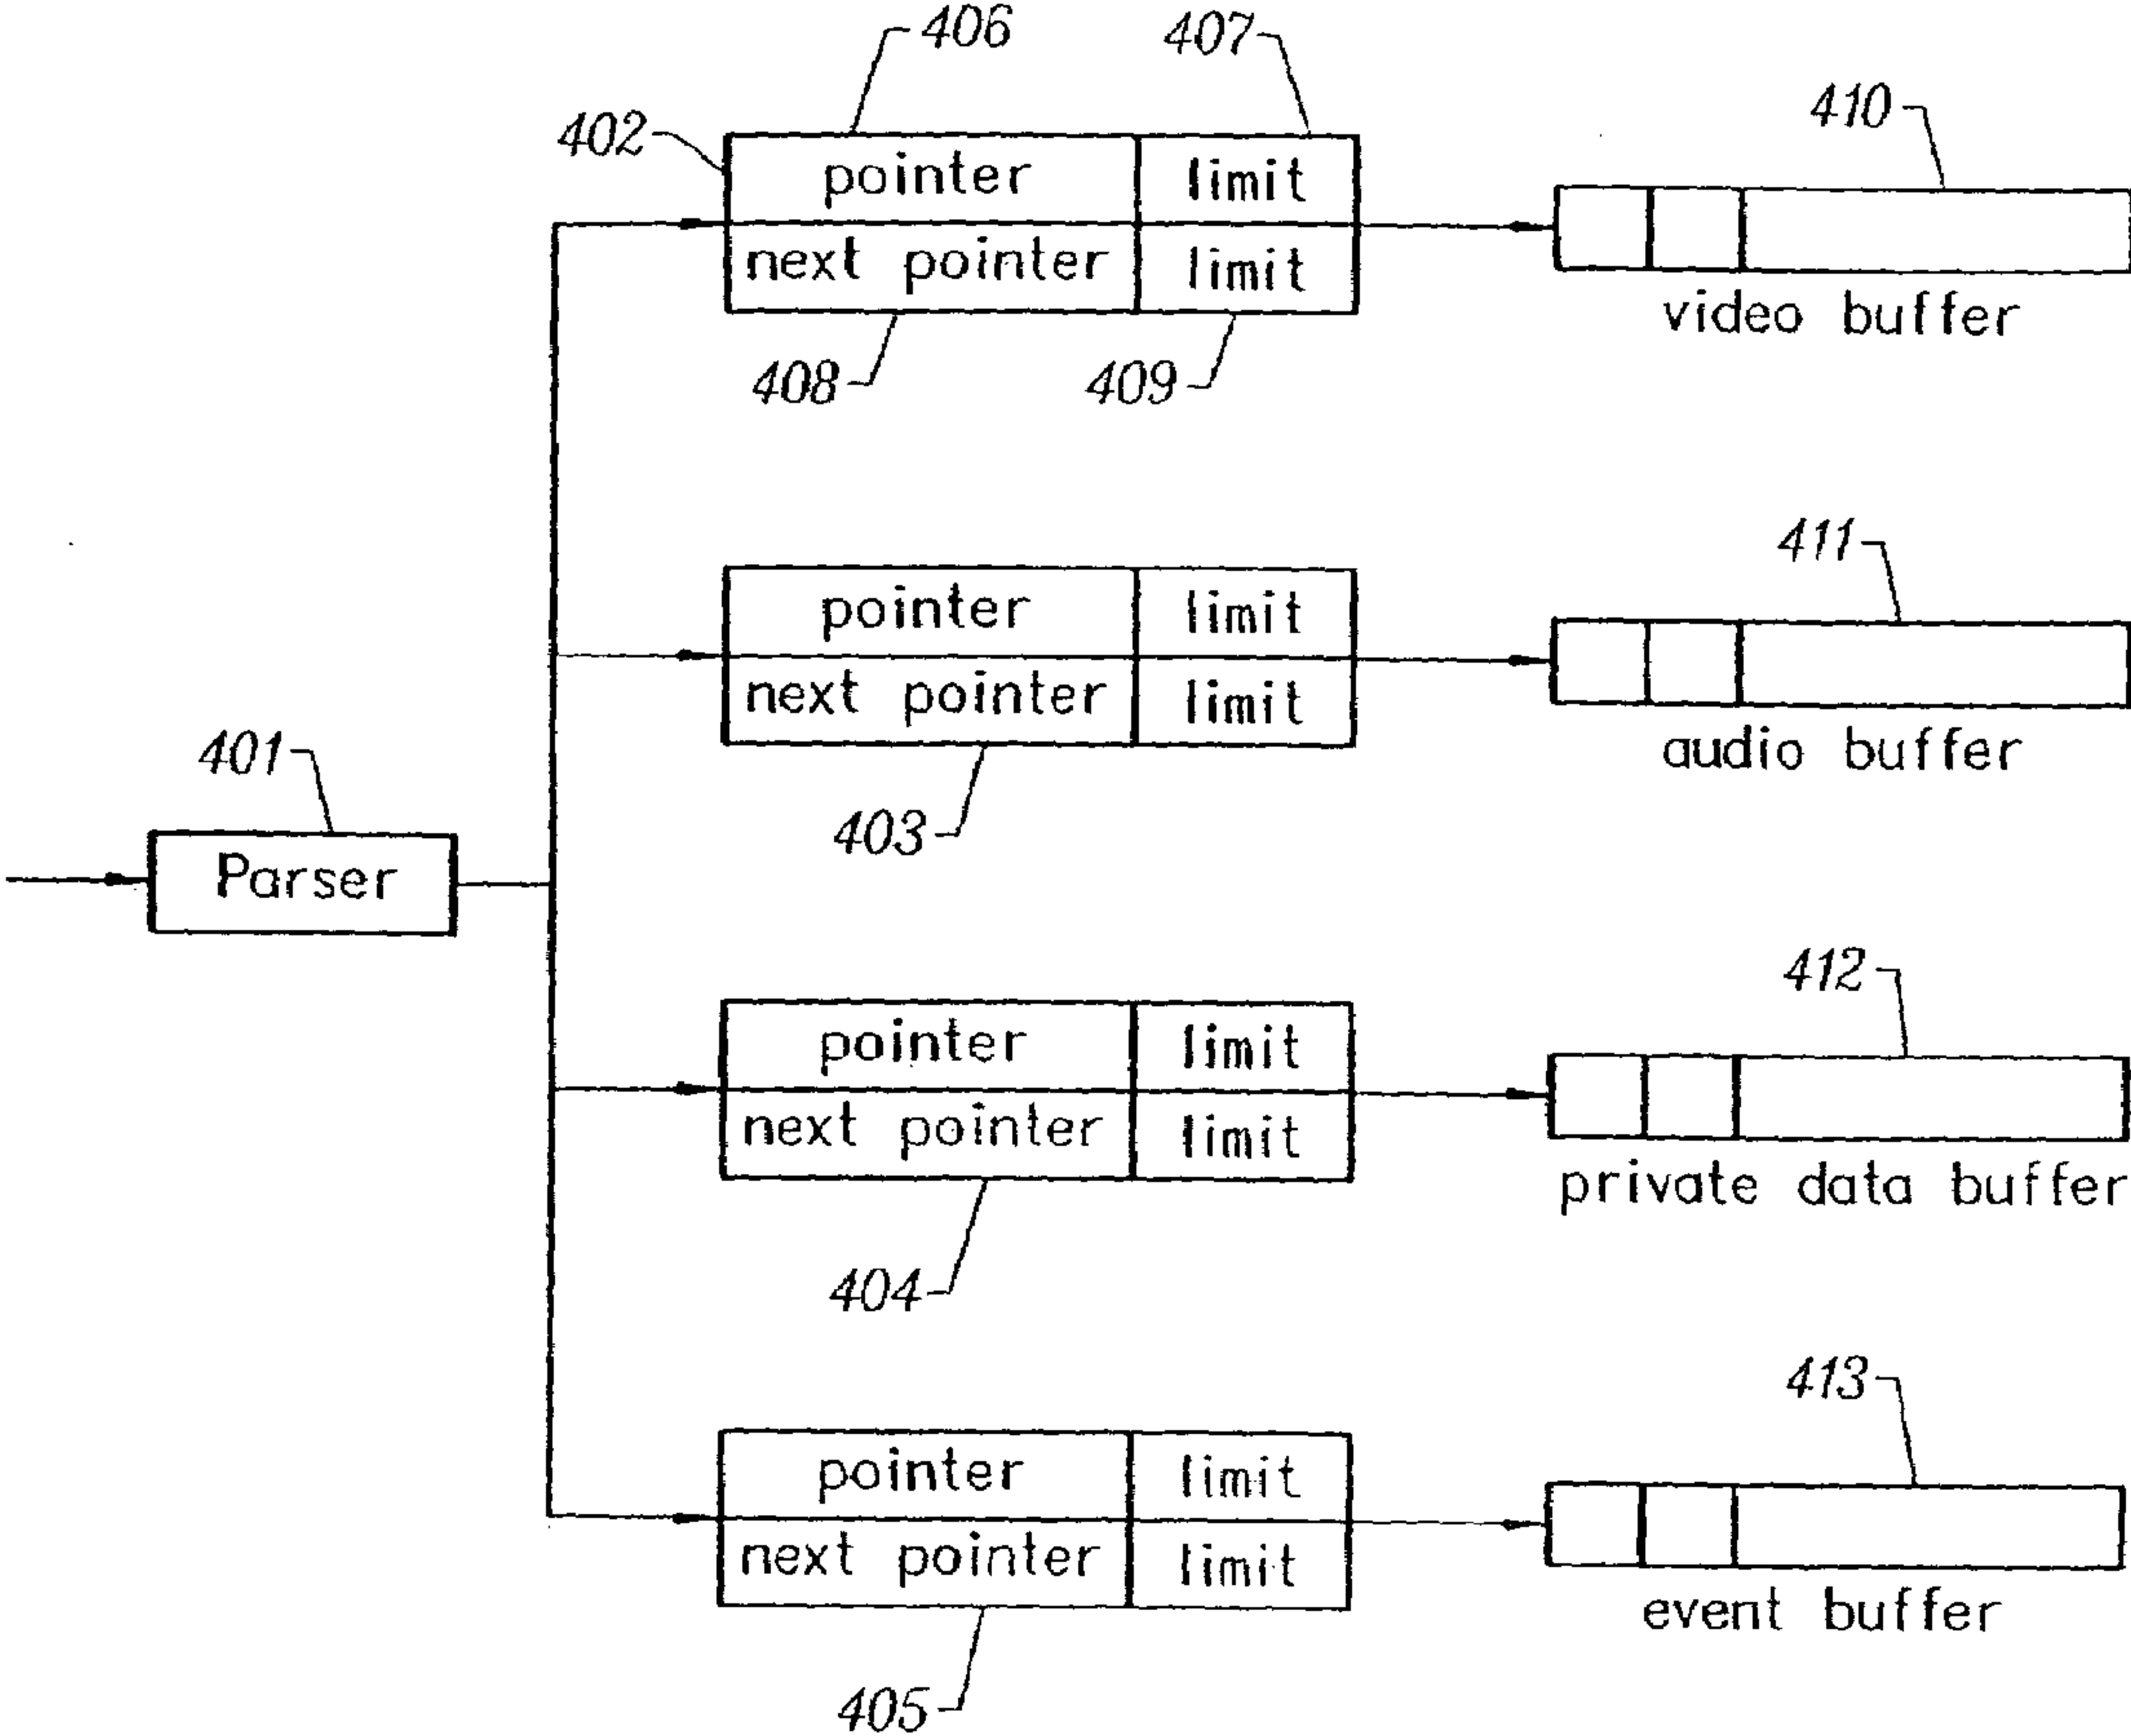 406
407
402
410
pointer
limit
next pointer
limit
video buffer
408
409
411
pointer
limit
next pointer
limit
audio buffer
401
403
Parser
412
pointer
limit
next pointer
limit
private data buffer
404
413
pointer
limit
next pointer
limit
event buffer
405